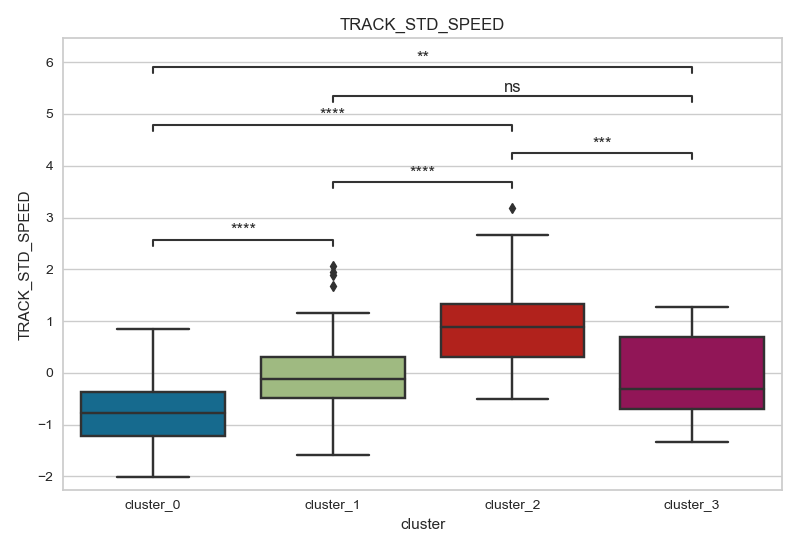 TRACK_STD_SPEED
6
5
4
3
2
1
0
−1
−2
TRACK_STD_SPEED
**
ns
****
***
****
****
cluster_0
cluster_1
cluster_2
cluster_3
cluster